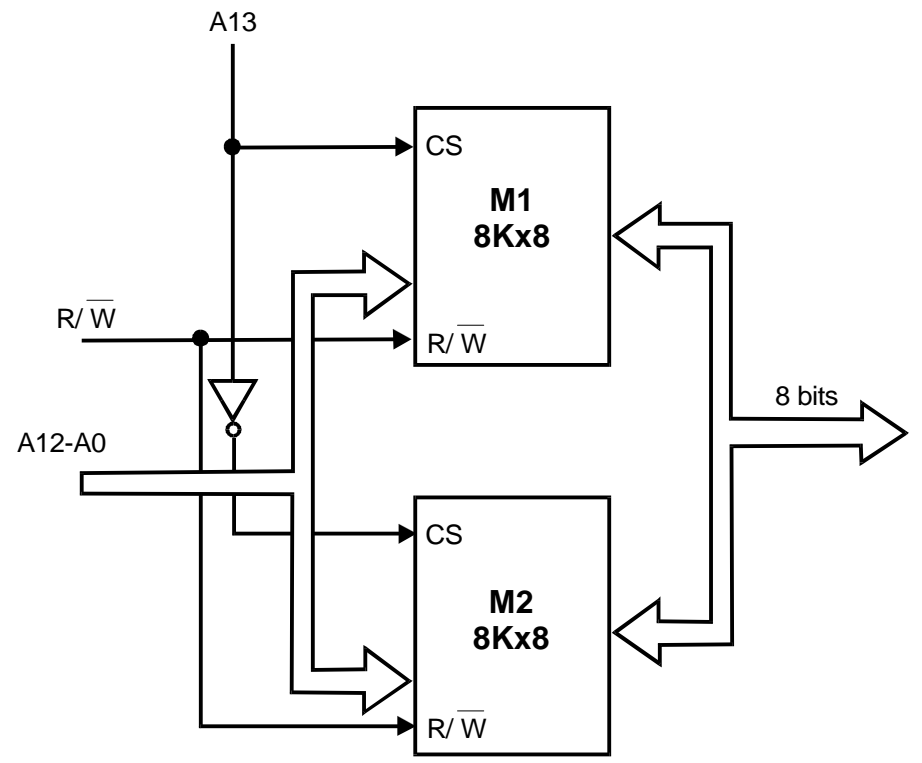 A13
CS
M1
8Kx8
R/ W̅
R/ W̅
8 bits
A12-A0
CS
M2
8Kx8
R/ W̅